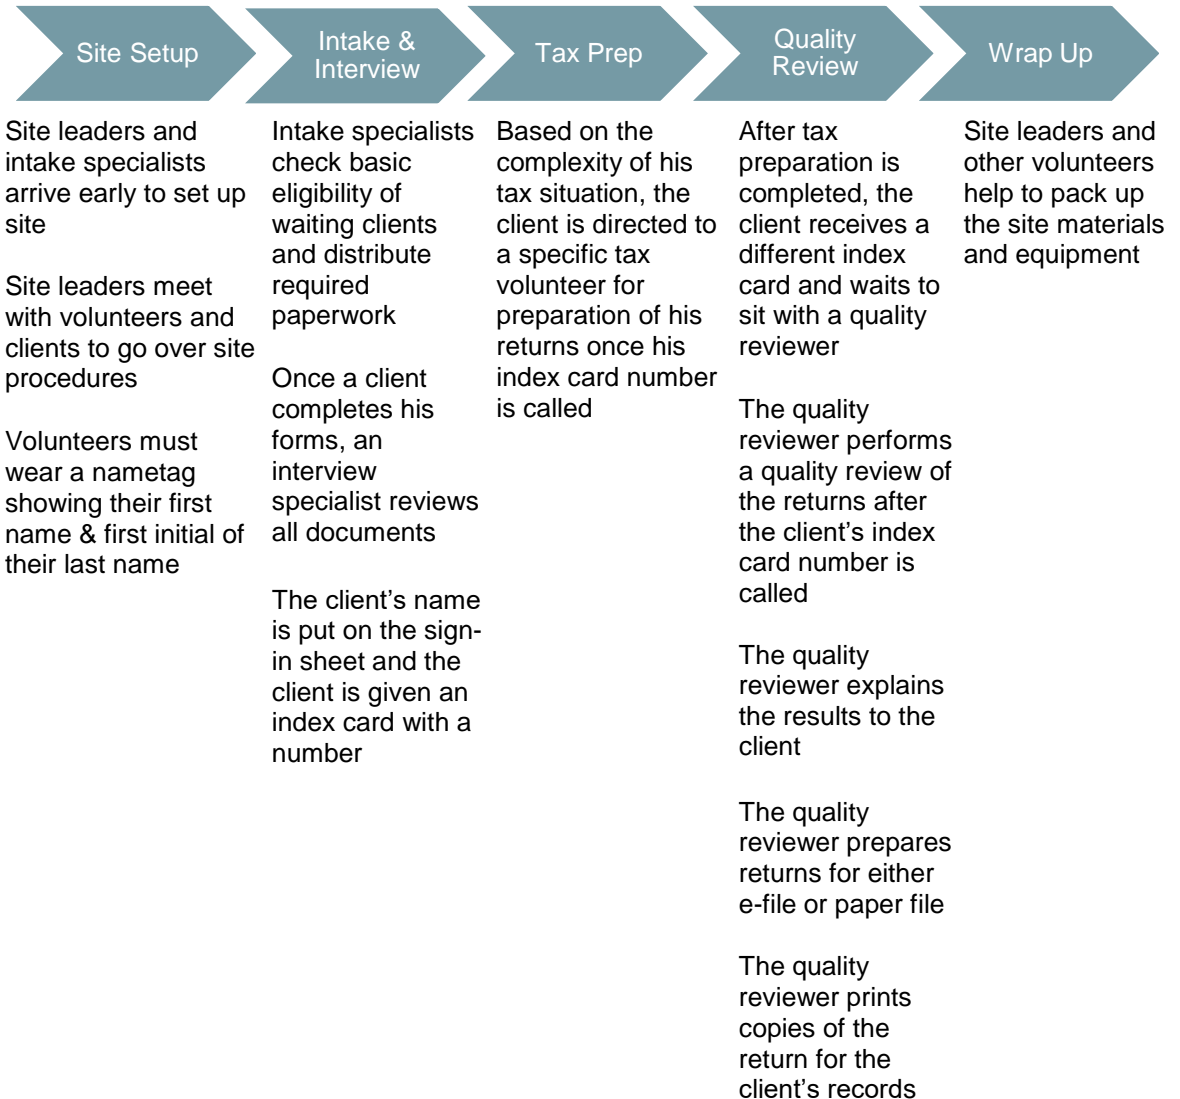 Site Setup
Intake &
Interview
Tax Prep
Quality
Review
Wrap Up
Site leaders and
intake specialists
arrive early to set up
site
Site leaders meet
with volunteers and
clients to go over site
procedures
Volunteers must
wear a nametag
showing their first
name & first initial of
their last name
Intake specialists
check basic
eligibility of
waiting clients
and distribute
required
paperwork
Once a client
completes his
forms, an
interview
specialist reviews
all documents
The client’s name
is put on the sign-
in sheet and the
client is given an
index card with a
number
Based on the
complexity of his
tax situation, the
client is directed to
a specific tax
volunteer for
preparation of his
returns once his
index card number
is called
After tax
preparation is
completed, the
client receives a
different index
card and waits to
sit with a quality
reviewer
The quality
reviewer performs
a quality review of
the returns after
the client’s index
card number is
called
The quality
reviewer explains
the results to the
client
The quality
reviewer prepares
returns for either
e-file or paper file
The quality
reviewer prints
copies of the
return for the
client’s records
Site leaders and
other volunteers
help to pack up
the site materials
and equipment